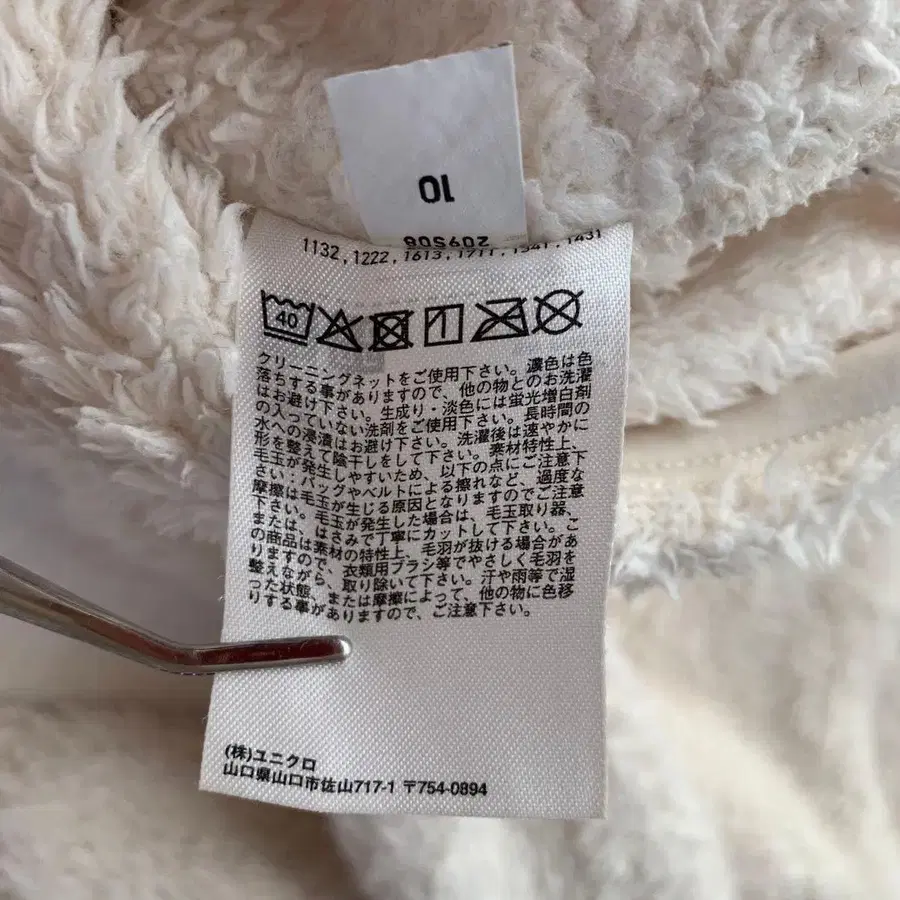 10
209S08
1132,1222,1613,1711,1341,1431
40
クリーニングネットをご使用下さい。濃色は色
落ちする事がありますので、他の物とのお洗濯
はお避け下さい。生成り・淡色には蛍光増白剤
の入っていない洗剤をご使用下さい。長時間の
水への浸漬はお避け下さい。洗濯後は速やかに
形を整えて陰干しをして下さい。素材特性上、
毛玉が発生しやすいため、以下の点にご注意下
さい:バッグやベルトによる擦れなど、過度な
摩擦は毛玉が生じる原因となりますのでご注意
下さい。毛玉が発生した場合は、毛玉取り器、
または、はさみで丁寧にカットして下さい。こ
の商品は素材の特性上、毛羽が抜ける場合があ
りますので、衣類用ブラシ等でやさしく毛羽を
整えながら、取り除いて下さい。汗や雨等で湿
った状態、または摩擦によって、他の物に色移
りする事がありますので、ご注意下さい。
(株)ユニクロ
山口県山口市佐山717-1 〒754-0894